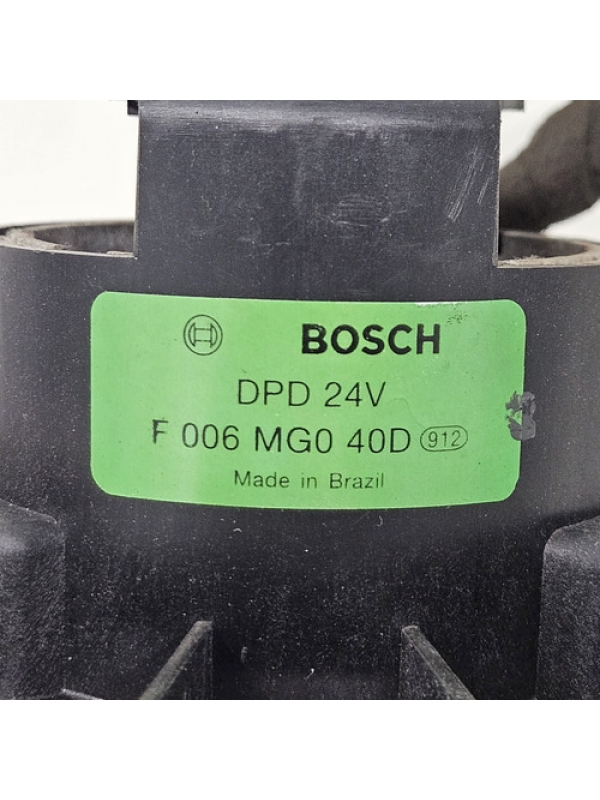 BOSCH
DPD 24V
F 006 MG0 40D 912
Made in Brazil